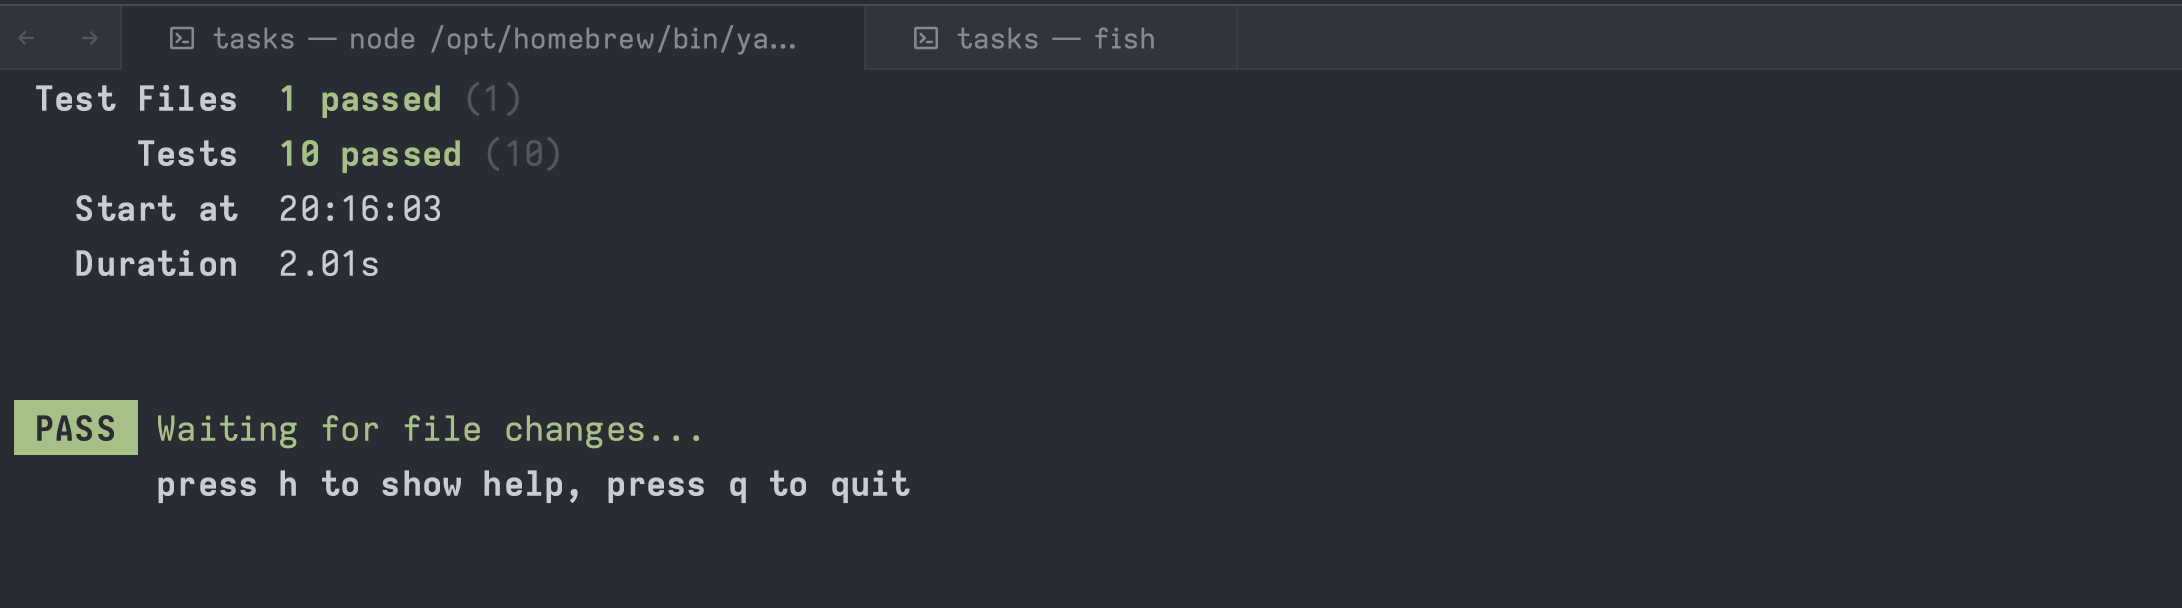 ← → tasks — node /opt/homebrew/bin/ya… tasks — fish
Test Files 1 passed (1)
Tests 10 passed (10)
Start at 20:16:03
Duration 2.01s
PASS Waiting for file changes...
press h to show help, press q to quit